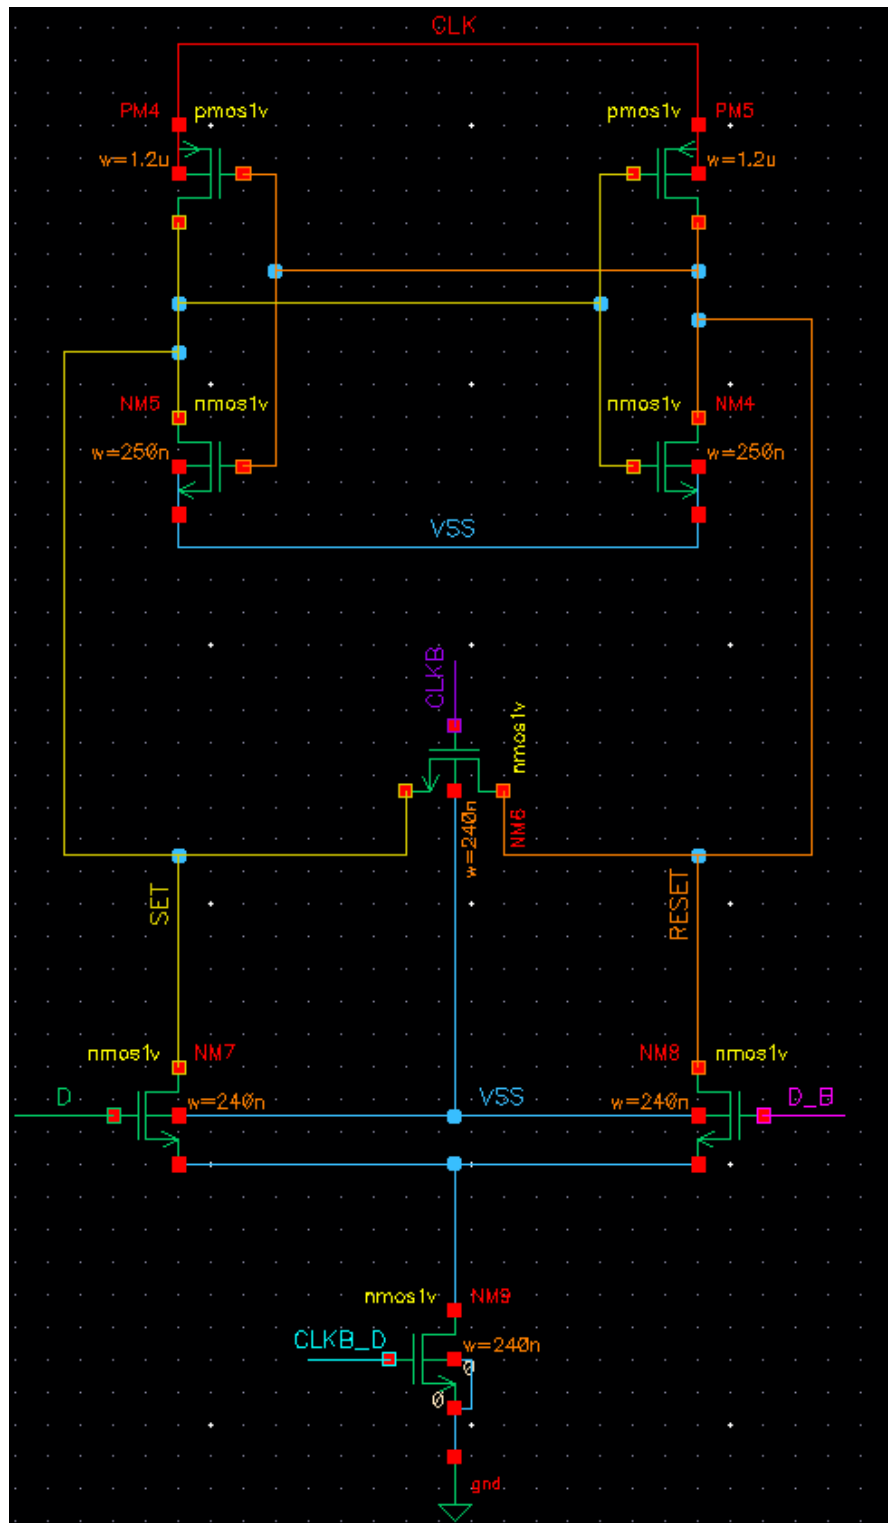 CLK
PM4 pmos1v pmos1v PM5
w=1.2u w=1.2u
NM5 nmos1v nmos1v NM4
w=250n w=250n
VSS
CLKB
nmos1v
NM6
w=240n
SET
RESET
nmos1v NM7 NM8 nmos1v
D w=240n VSS w=240n D_B
nmos1v NM9
CLKB_D w=240n
0
0
gnd